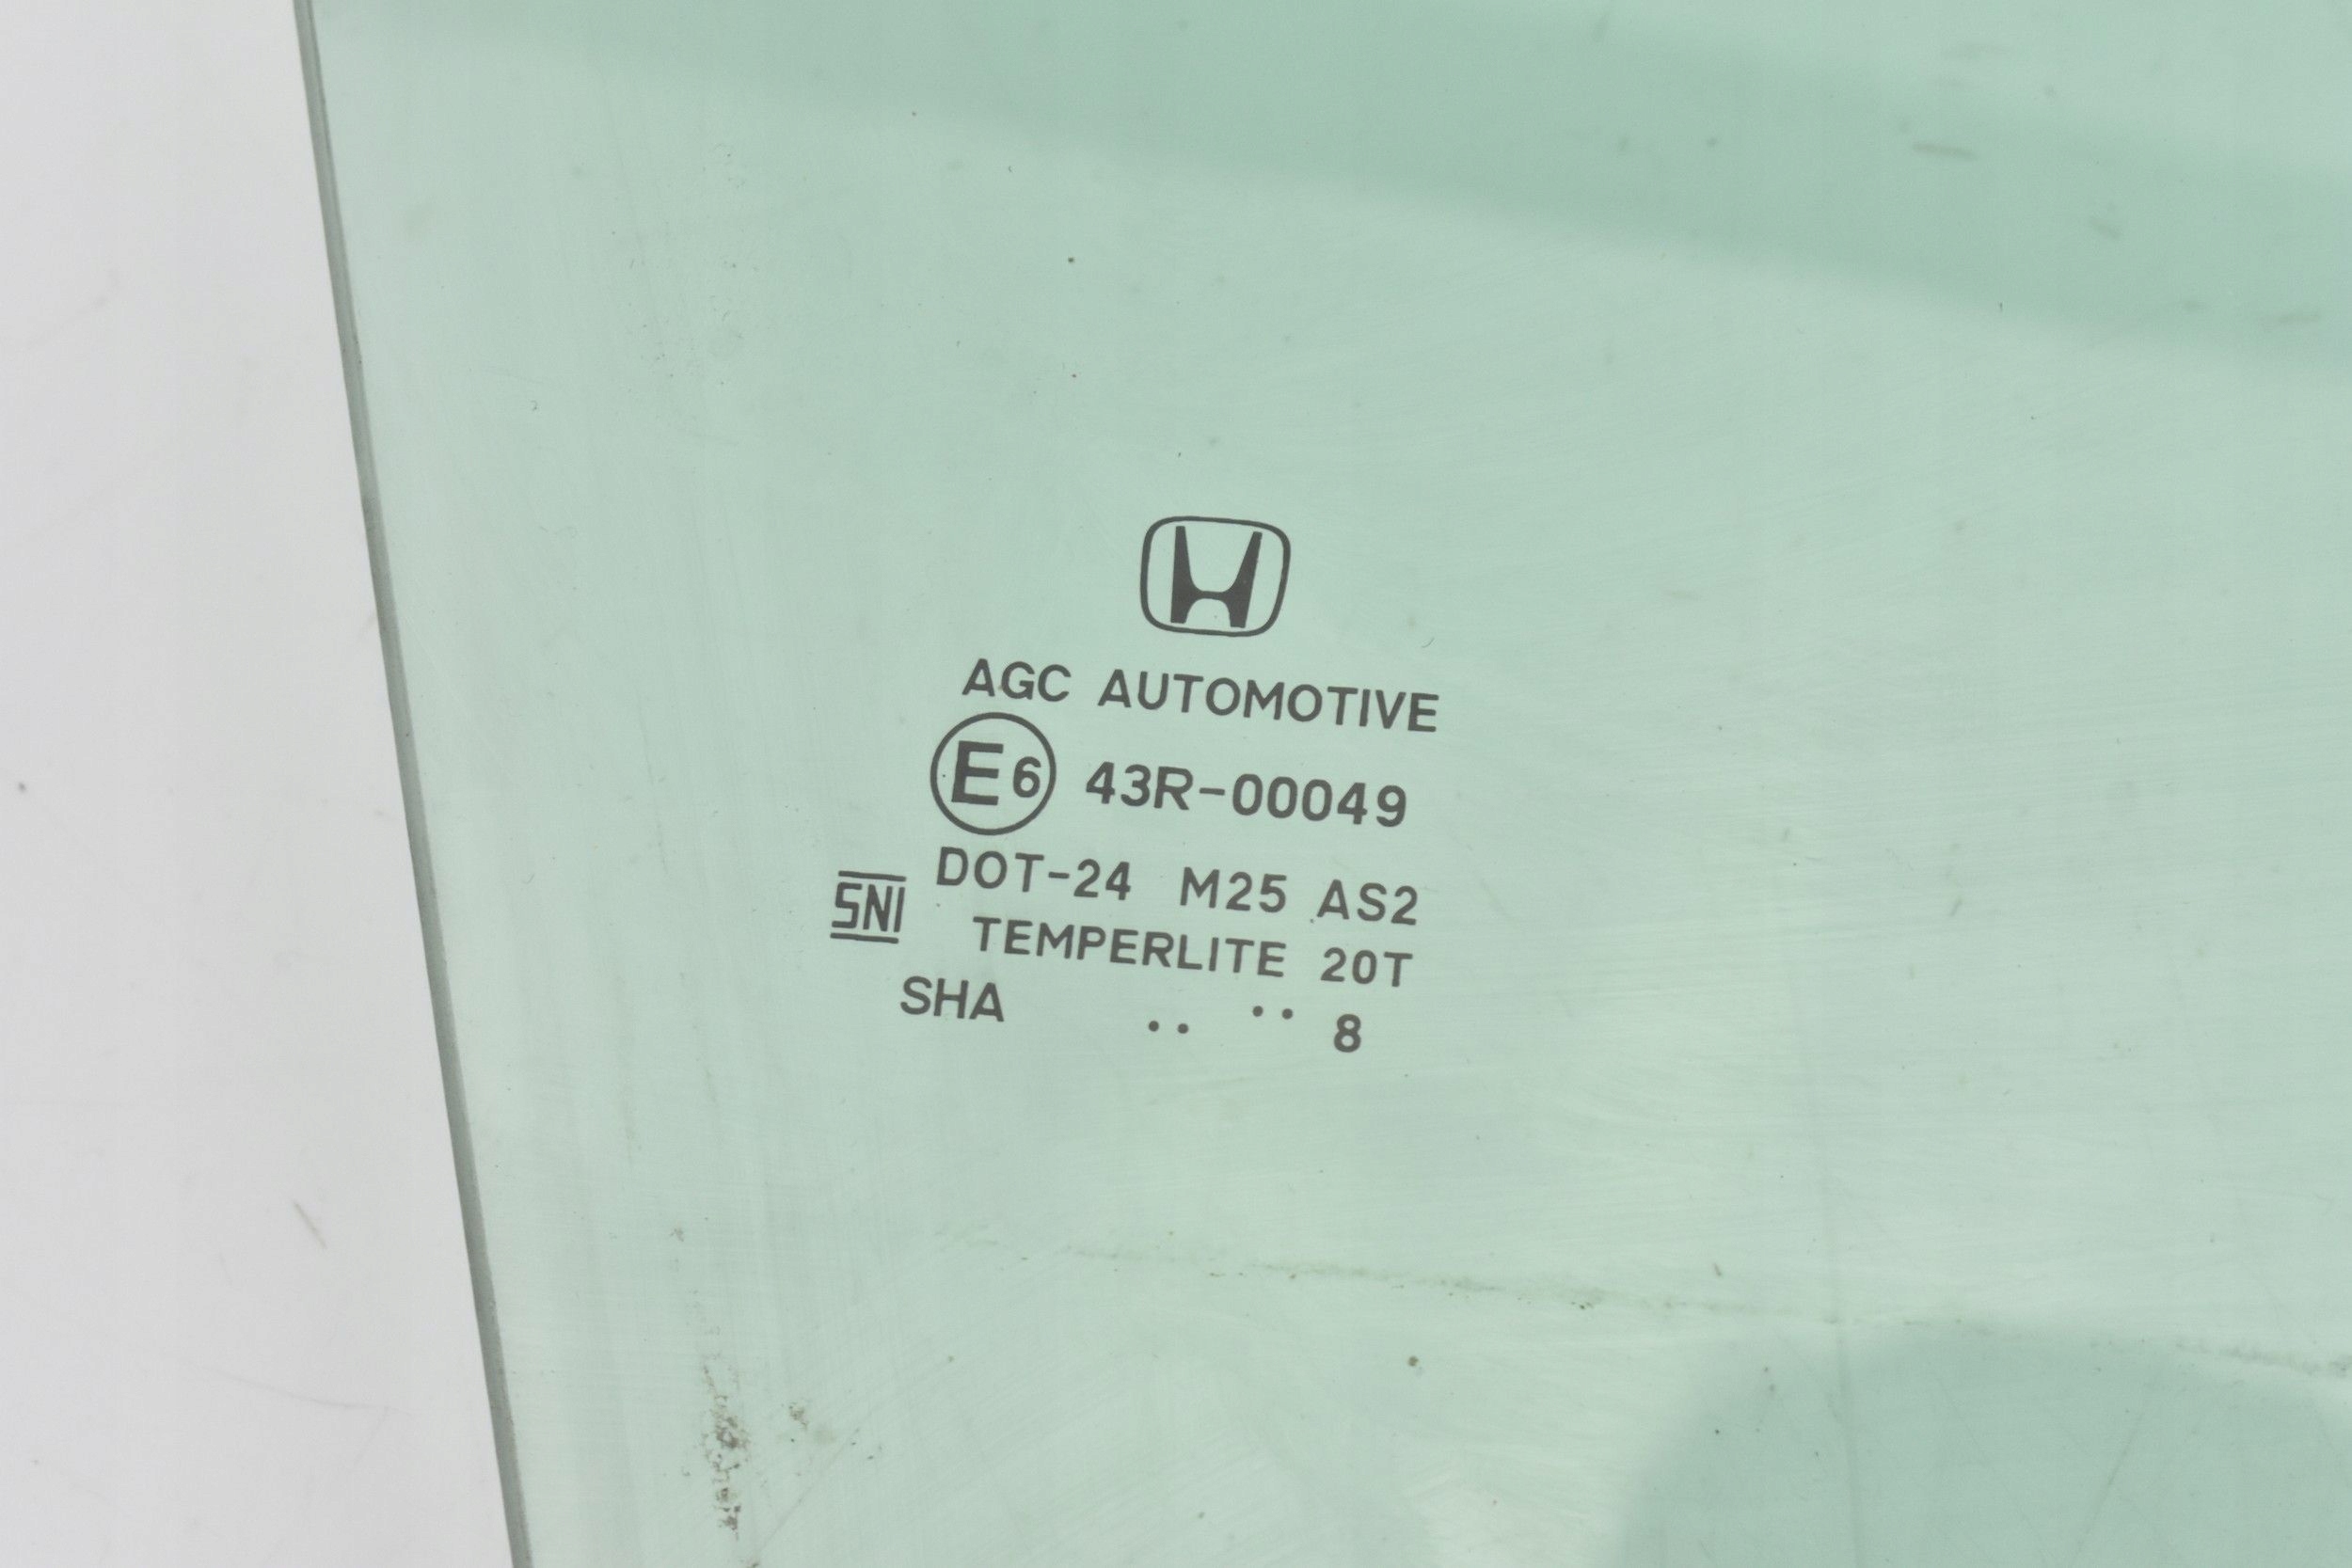 AGC AUTOMOTIVE
E6 43R-00049
DOT-24 M25 AS2
SNI TEMPERLITE 20T
SHA .. .. 8